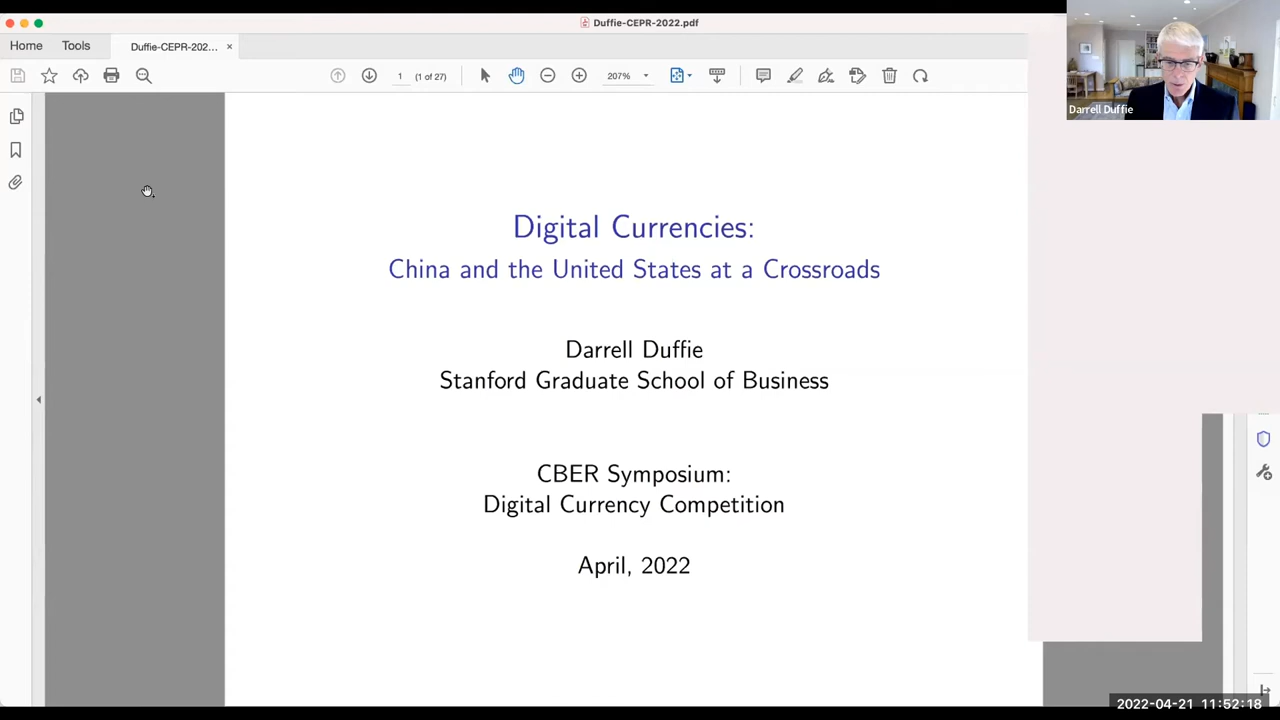 Duffie-CEPR-2022.pdf
Home
Tools
Duffie-CEPR-202... ×
1 (1 of 27)
207%
Darrell Duffie
Digital Currencies:
China and the United States at a Crossroads
Darrell Duffie
Stanford Graduate School of Business
CBER Symposium:
Digital Currency Competition
April, 2022
2022-04-21 11:52:18